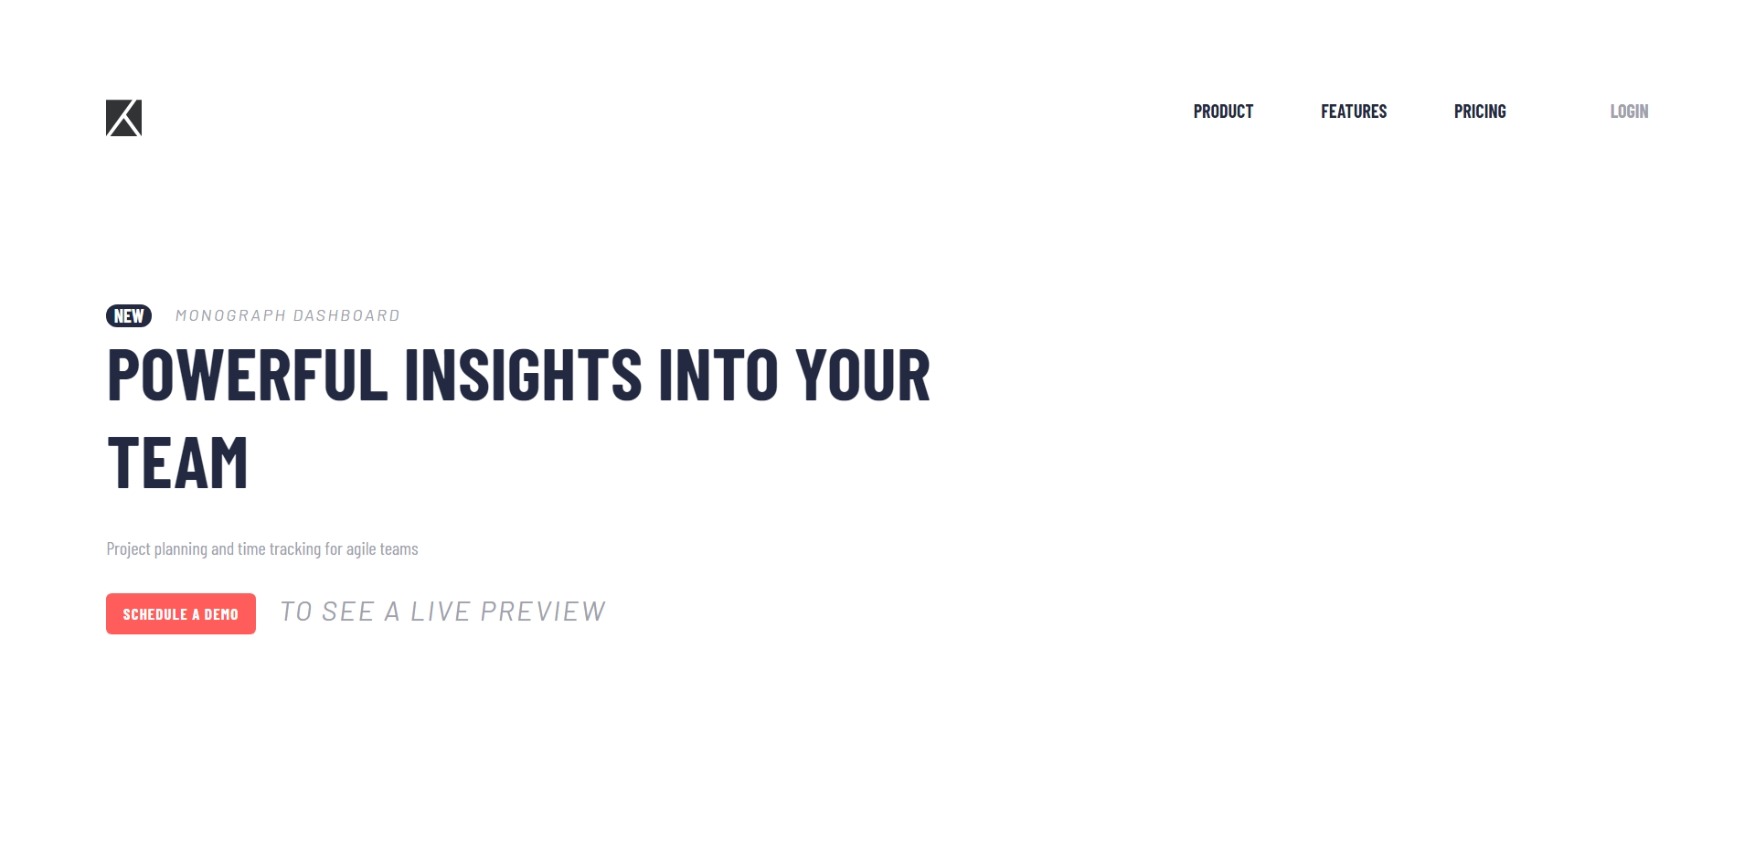 PRODUCT FEATURES PRICING LOGIN
NEW MONOGRAPH DASHBOARD
POWERFUL INSIGHTS INTO YOUR
TEAM
Project planning and time tracking for agile teams
SCHEDULE A DEMO TO SEE A LIVE PREVIEW